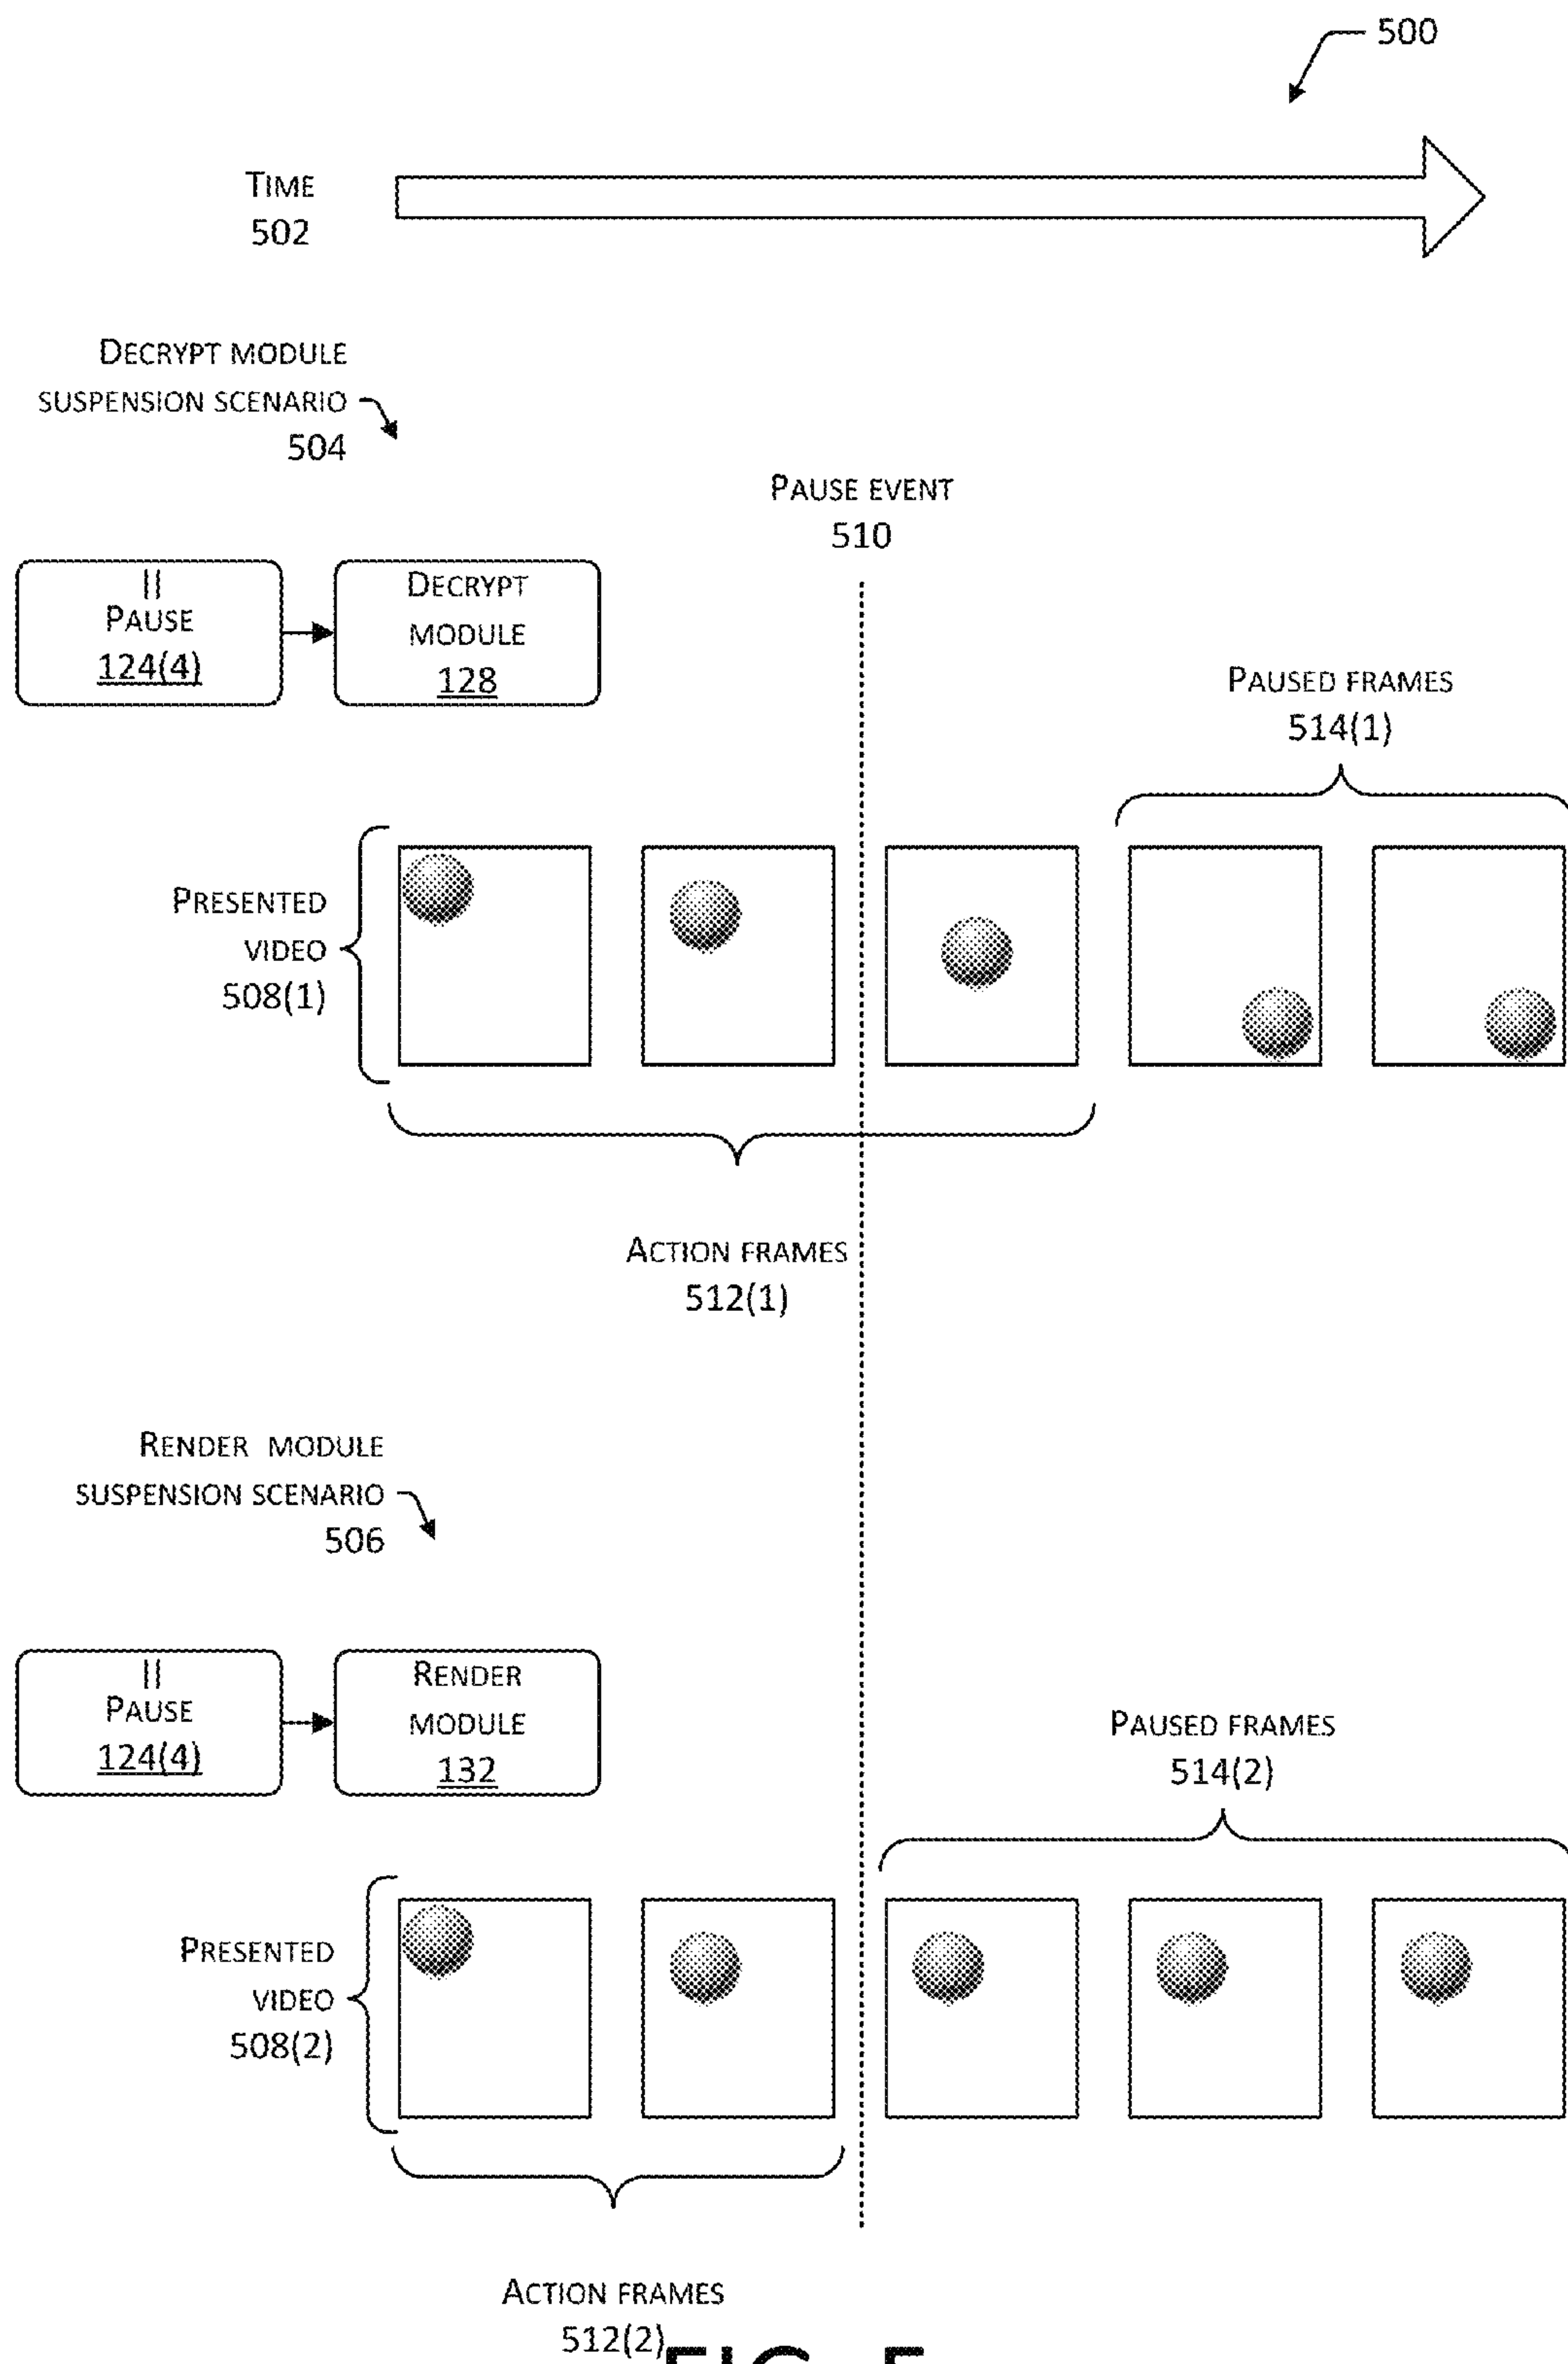 500
TIME
502
DECRYPT MODULE
SUSPENSION SCENARIO
504
PAUSE EVENT
510
||
PAUSE
124(4)
DECRYPT
MODULE
128
PAUSED FRAMES
514(1)
PRESENTED
VIDEO
508(1)
ACTION FRAMES
512(1)
RENDER MODULE
SUSPENSION SCENARIO
506
||
PAUSE
124(4)
RENDER
MODULE
132
PAUSED FRAMES
514(2)
PRESENTED
VIDEO
508(2)
ACTION FRAMES
512(2)
FIG. 5